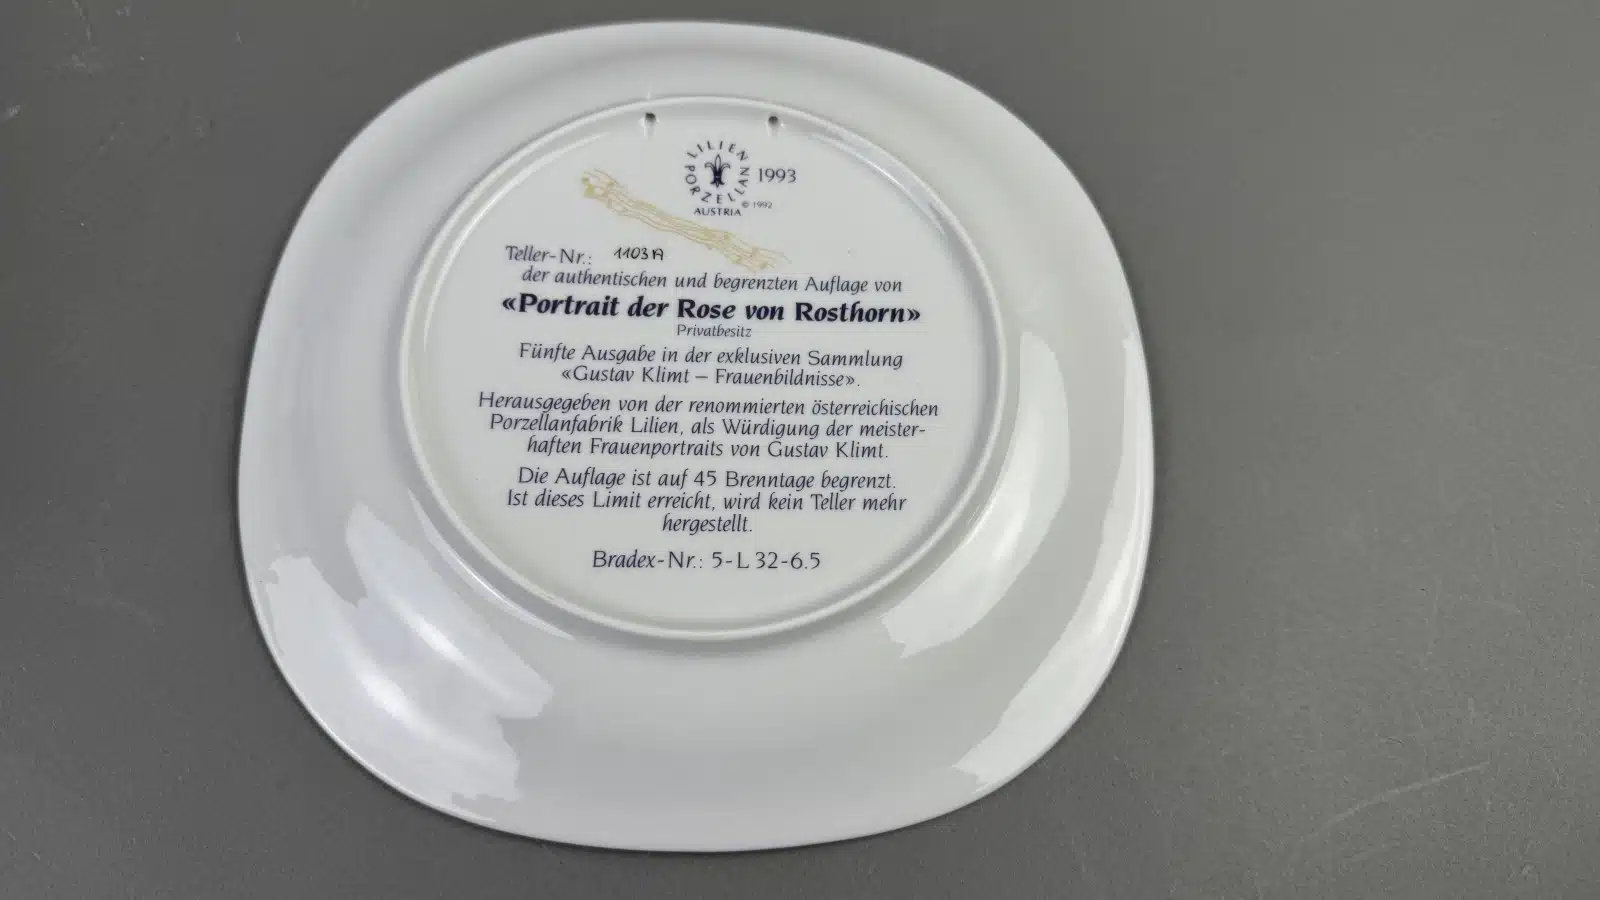 LILIEN PORZELLAN
1993
© 1992
AUSTRIA
Teller-Nr.: 1103A
der authentischen und begrenzten Auflage von
«Portrait der Rose von Rosthorn»
Privatbesitz
Fünfte Ausgabe in der exklusiven Sammlung
«Gustav Klimt – Frauenbildnisse».
Herausgegeben von der renommierten österreichischen
Porzellanfabrik Lilien, als Würdigung der meister-
haften Frauenportraits von Gustav Klimt.
Die Auflage ist auf 45 Brenntage begrenzt.
Ist dieses Limit erreicht, wird kein Teller mehr
hergestellt.
Bradex-Nr.: 5-L 32-6.5